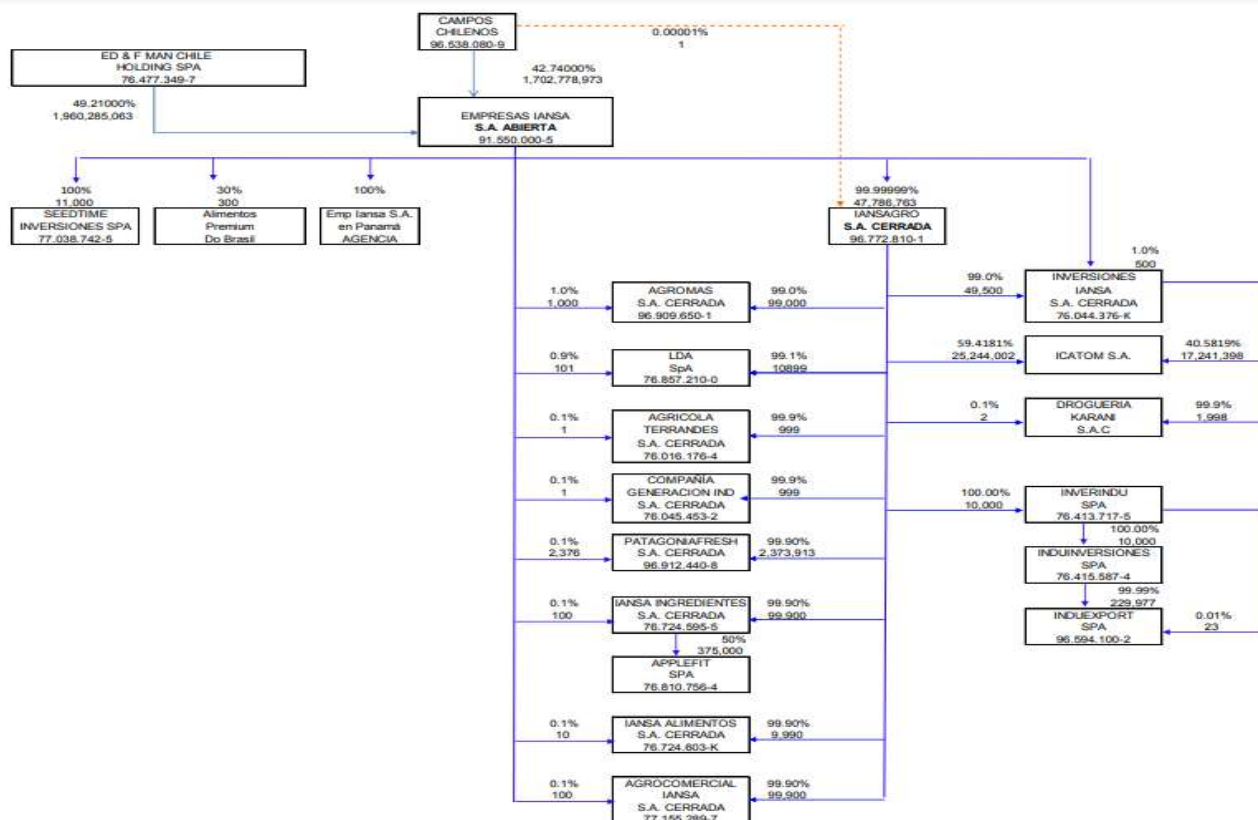 CAMPOS
CHILENOS
96.538.080-9
0.00001%
1
ED & F MAN CHILE
HOLDING SPA
76.477.349-7
42.74000%
1,702,778,973
49.21000%
1,960,285,063
EMPRESAS IANSA
S.A. ABIERTA
91.550.000-5
100%
11,000
SEEDTIME
INVERSIONES SPA
77.038.742-5
30%
300
Alimentos
Premium
Do Brasil
100%
Emp Iansa S.A.
en Panamá
AGENCIA
99.99999%
47,786,763
IANSAGRO
S.A. CERRADA
96.772.810-1
1.0%
1,000
AGROMAS
S.A. CERRADA
96.909.650-1
99.0%
99,000
99.0%
49,500
INVERSIONES
IANSA
S.A. CERRADA
76.044.376-K
1.0%
500
0.9%
101
LDA
SpA
76.857.210-0
99.1%
10899
59.4181%
25,244,002
ICATOM S.A.
40.5819%
17,241,398
0.1%
1
AGRICOLA
TERRANDES
S.A. CERRADA
76.016.176-4
99.9%
999
0.1%
2
DROGUERIA
KARANI
S.A.C
99.9%
1,998
0.1%
1
COMPAÑÍA
GENERACION IND
S.A. CERRADA
76.045.453-2
99.9%
999
100.00%
10,000
INVERINDU
SPA
76.413.717-5
100.00%
10,000
0.1%
2,376
PATAGONIAFRESH
S.A. CERRADA
96.912.440-8
99.90%
2,373,913
INDUINVERSIONES
SPA
76.415.587-4
99.99%
229,977
0.1%
100
IANSA INGREDIENTES
S.A. CERRADA
76.724.595-5
99.90%
99,900
INDUEXPORT
SPA
96.594.100-2
0.01%
23
50%
375,000
APPLEFIT
SPA
76.810.756-4
0.1%
10
IANSA ALIMENTOS
S.A. CERRADA
76.724.603-K
99.90%
9,990
0.1%
100
AGROCOMERCIAL
IANSA
S.A. CERRADA
77.155.289-7
99.90%
99,900